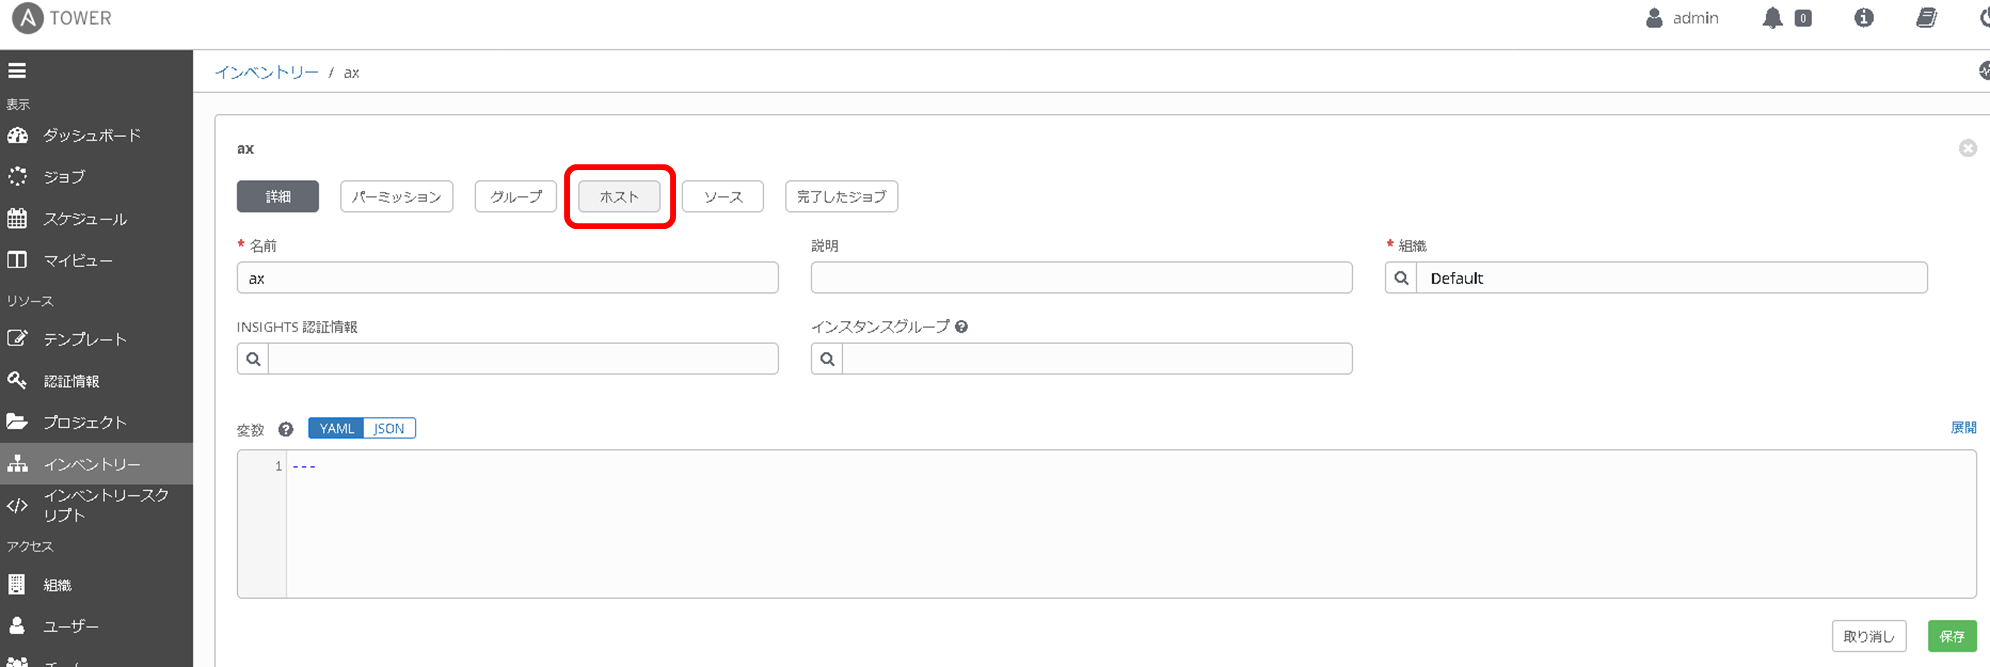 TOWER
admin
0
インベントリー / ax
表示
ダッシュボード
ジョブ
スケジュール
マイビュー
リソース
テンプレート
認証情報
プロジェクト
インベントリー
インベントリースク
リプト
アクセス
組織
ユーザー
ax
詳細 パーミッション グループ ホスト ソース 完了したジョブ
* 名前
ax
説明
* 組織
Default
INSIGHTS 認証情報
インスタンスグループ
変数 YAML JSON
展開
1 ---
取り消し 保存